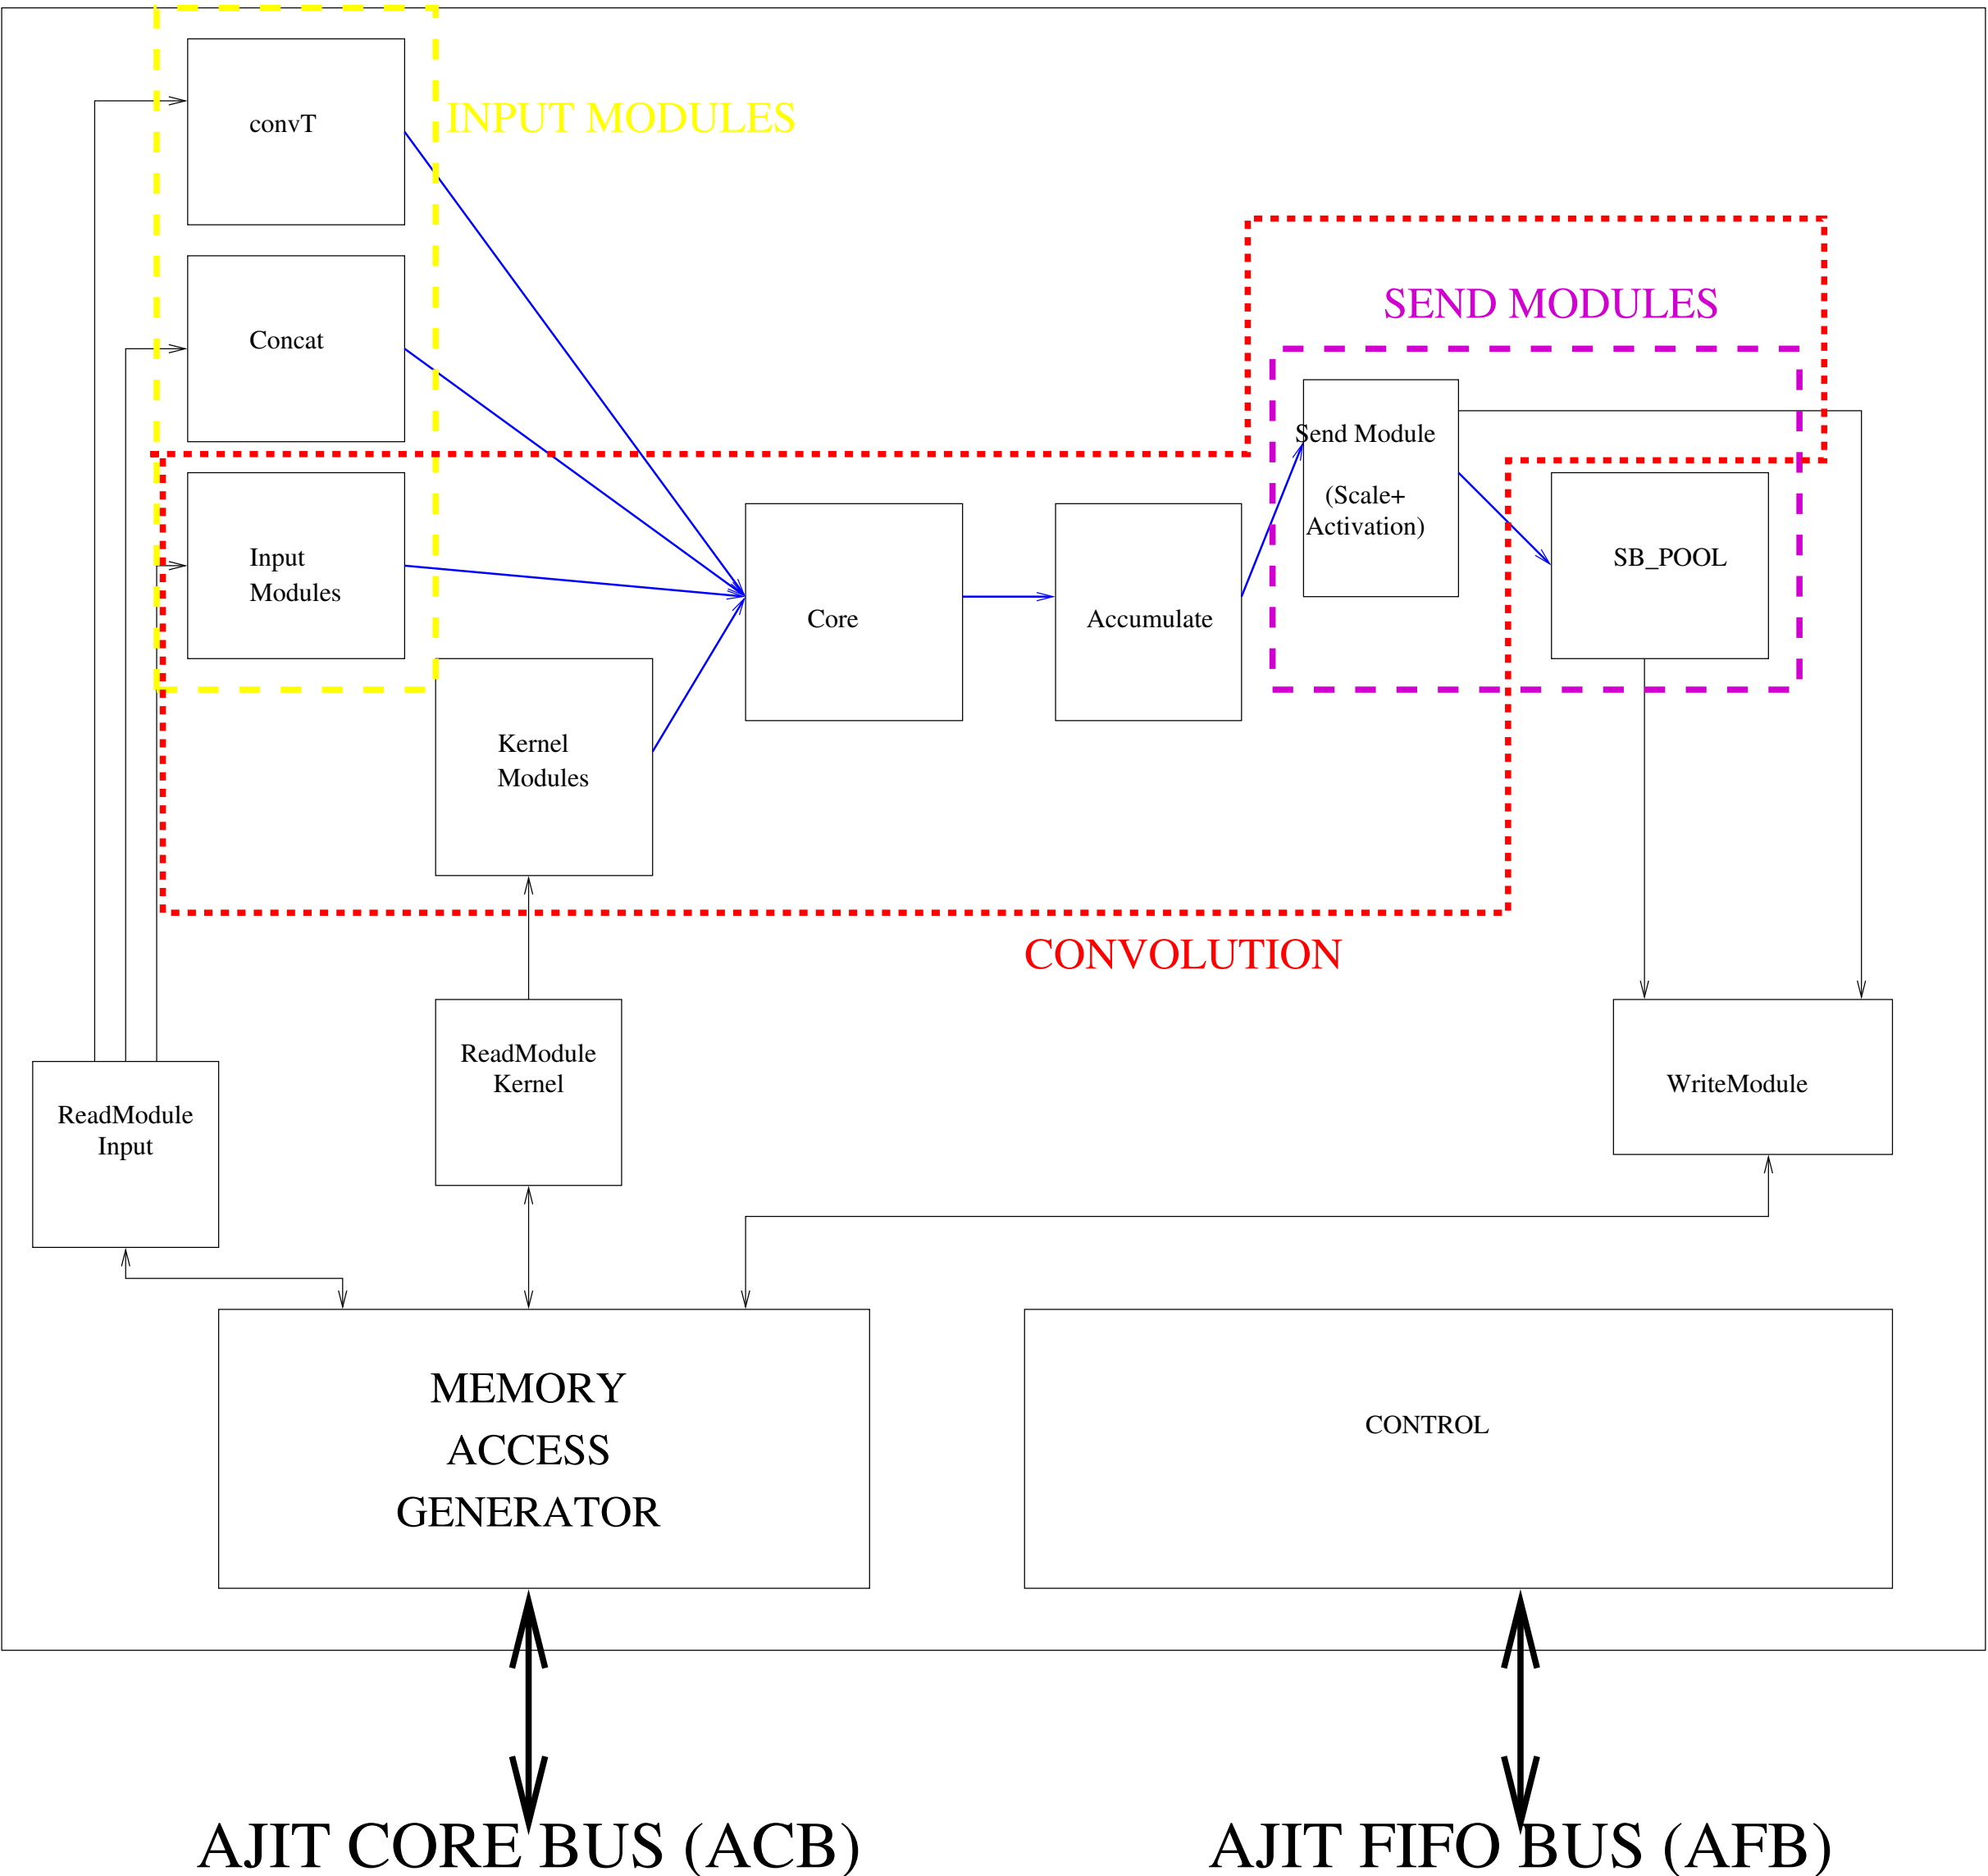 convT
INPUT MODULES
Concat
SEND MODULES
Send Module
(Scale+
Activation)
Input
Modules
SB_POOL
Core
Accumulate
Kernel
Modules
CONVOLUTION
ReadModule
Kernel
WriteModule
ReadModule
Input
MEMORY
ACCESS
GENERATOR
CONTROL
AJIT CORE BUS (ACB)
AJIT FIFO BUS (AFB)